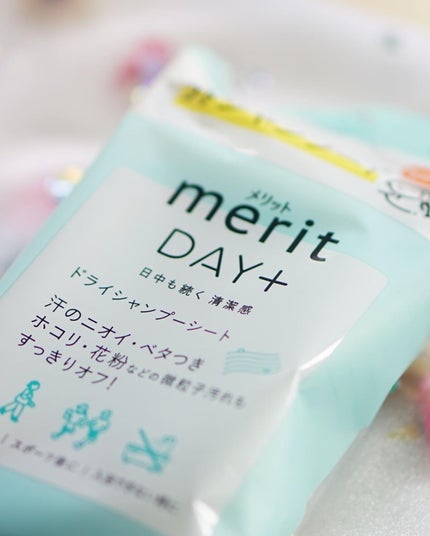 メリット
merit
DAY+
日中も続く 清潔感
ドライシャンプーシート
汗のニオイ・ベタつき
ホコリ・花粉などの微粒子汚れも
すっきりオフ!
スポーツ後に